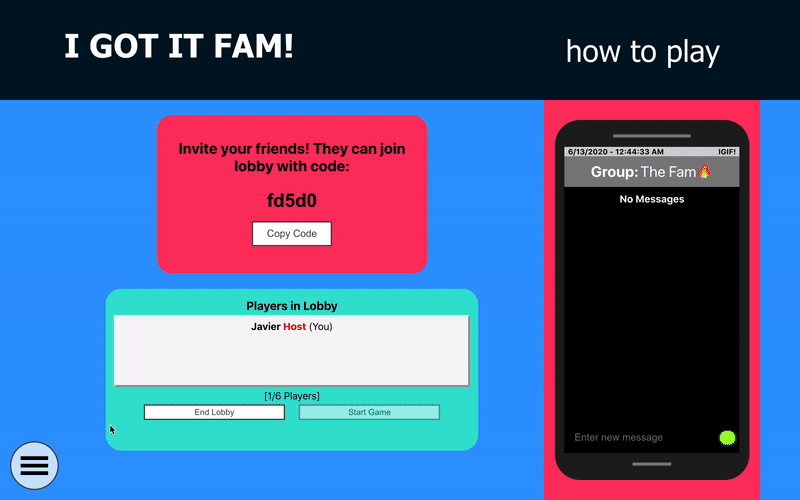 I GOT IT FAM!
how to play
Invite your friends! They can join
lobby with code:
fd5d0
Copy Code
Players in Lobby
Javier Host (You)
[1/6 Players]
End Lobby
Start Game
6/13/2020 - 12:44:33 AM
IGIF!
Group: The Fam🔥
No Messages
Enter new message